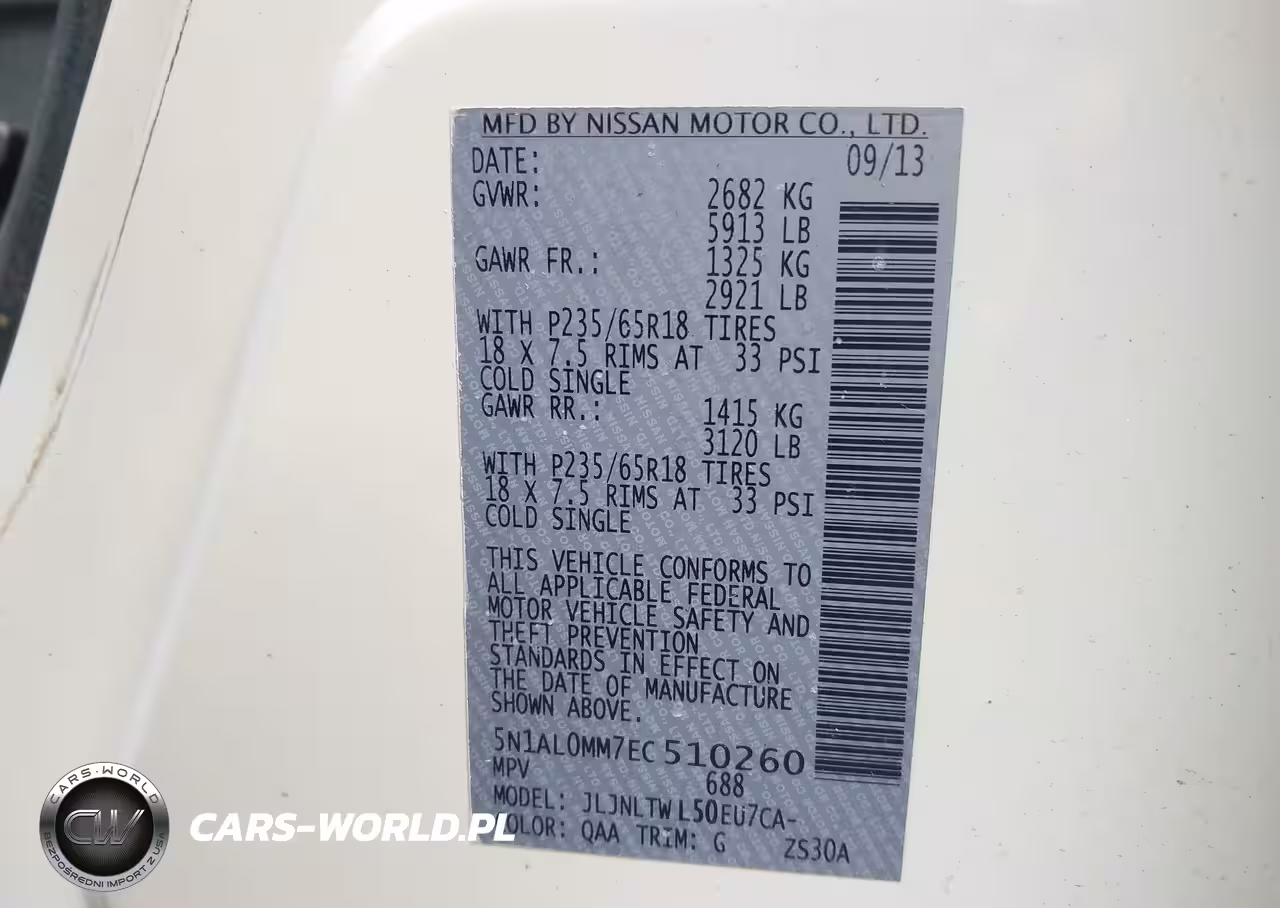 MFD BY NISSAN MOTOR CO., LTD.
DATE: 09/13
GVWR: 2682 KG
5913 LB
GAWR FR.: 1325 KG
2921 LB
WITH P235/65R18 TIRES
18 X 7.5 RIMS AT 33 PSI
COLD SINGLE
GAWR RR.: 1415 KG
3120 LB
WITH P235/65R18 TIRES
18 X 7.5 RIMS AT 33 PSI
COLD SINGLE
THIS VEHICLE CONFORMS TO
ALL APPLICABLE FEDERAL
MOTOR VEHICLE SAFETY AND
THEFT PREVENTION
STANDARDS IN EFFECT ON
THE DATE OF MANUFACTURE
SHOWN ABOVE.
5N1AL0MM7EC 510260
MPV 688
MODEL: JLJNLTWL50EU7CA-
COLOR: QAA TRIM: G ZS30A
CARS-WORLD
CW
BEZPOŚREDNI IMPORT Z USA
CARS-WORLD.PL